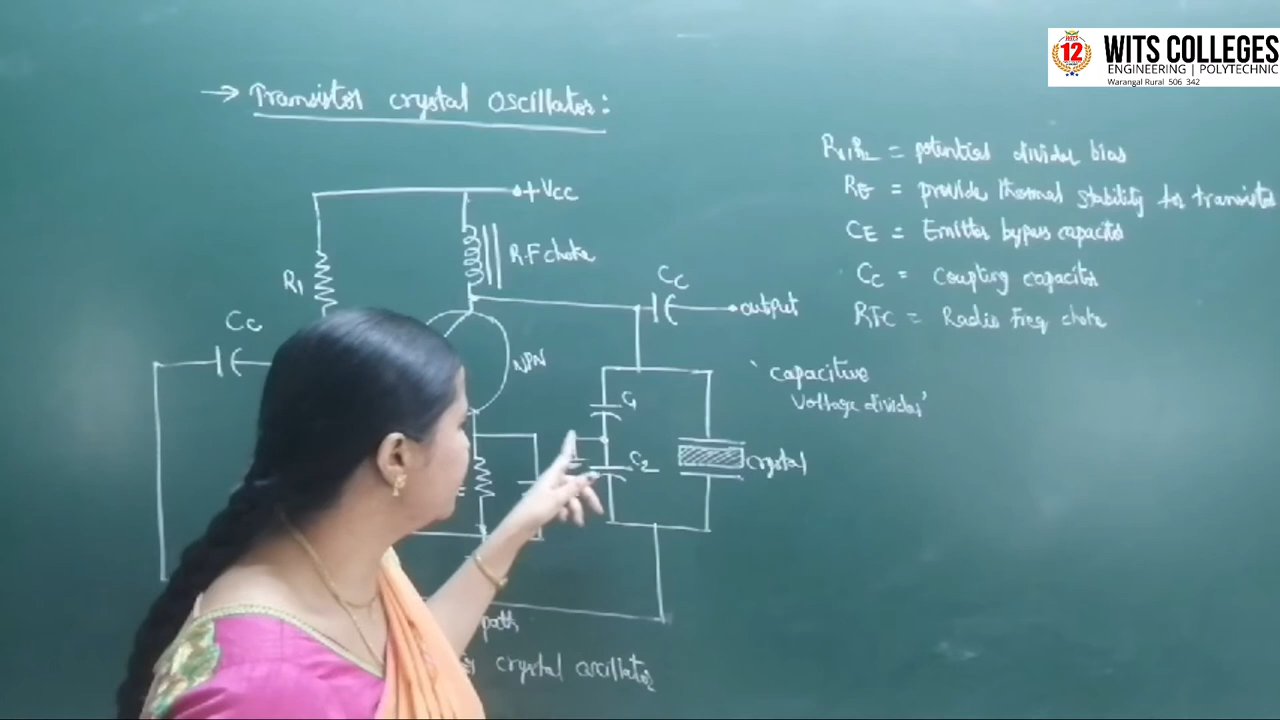 12
WITS COLLEGES
ENGINEERING | POLYTECHNIC
Warangal Rural 506 342
→ Transistor crystal oscillator:
+VCC
R1
R.F choke
CC
CC
output
NPN
C1
C2
crystal
path
crystal oscillator
R1,R2 = potential divider bias
RE = provide thermal stability for transistor
CE = Emitter bypass capacitor
CC = Coupling capacitor
RFC = Radio Freq choke
'Capacitive
Voltage divider'